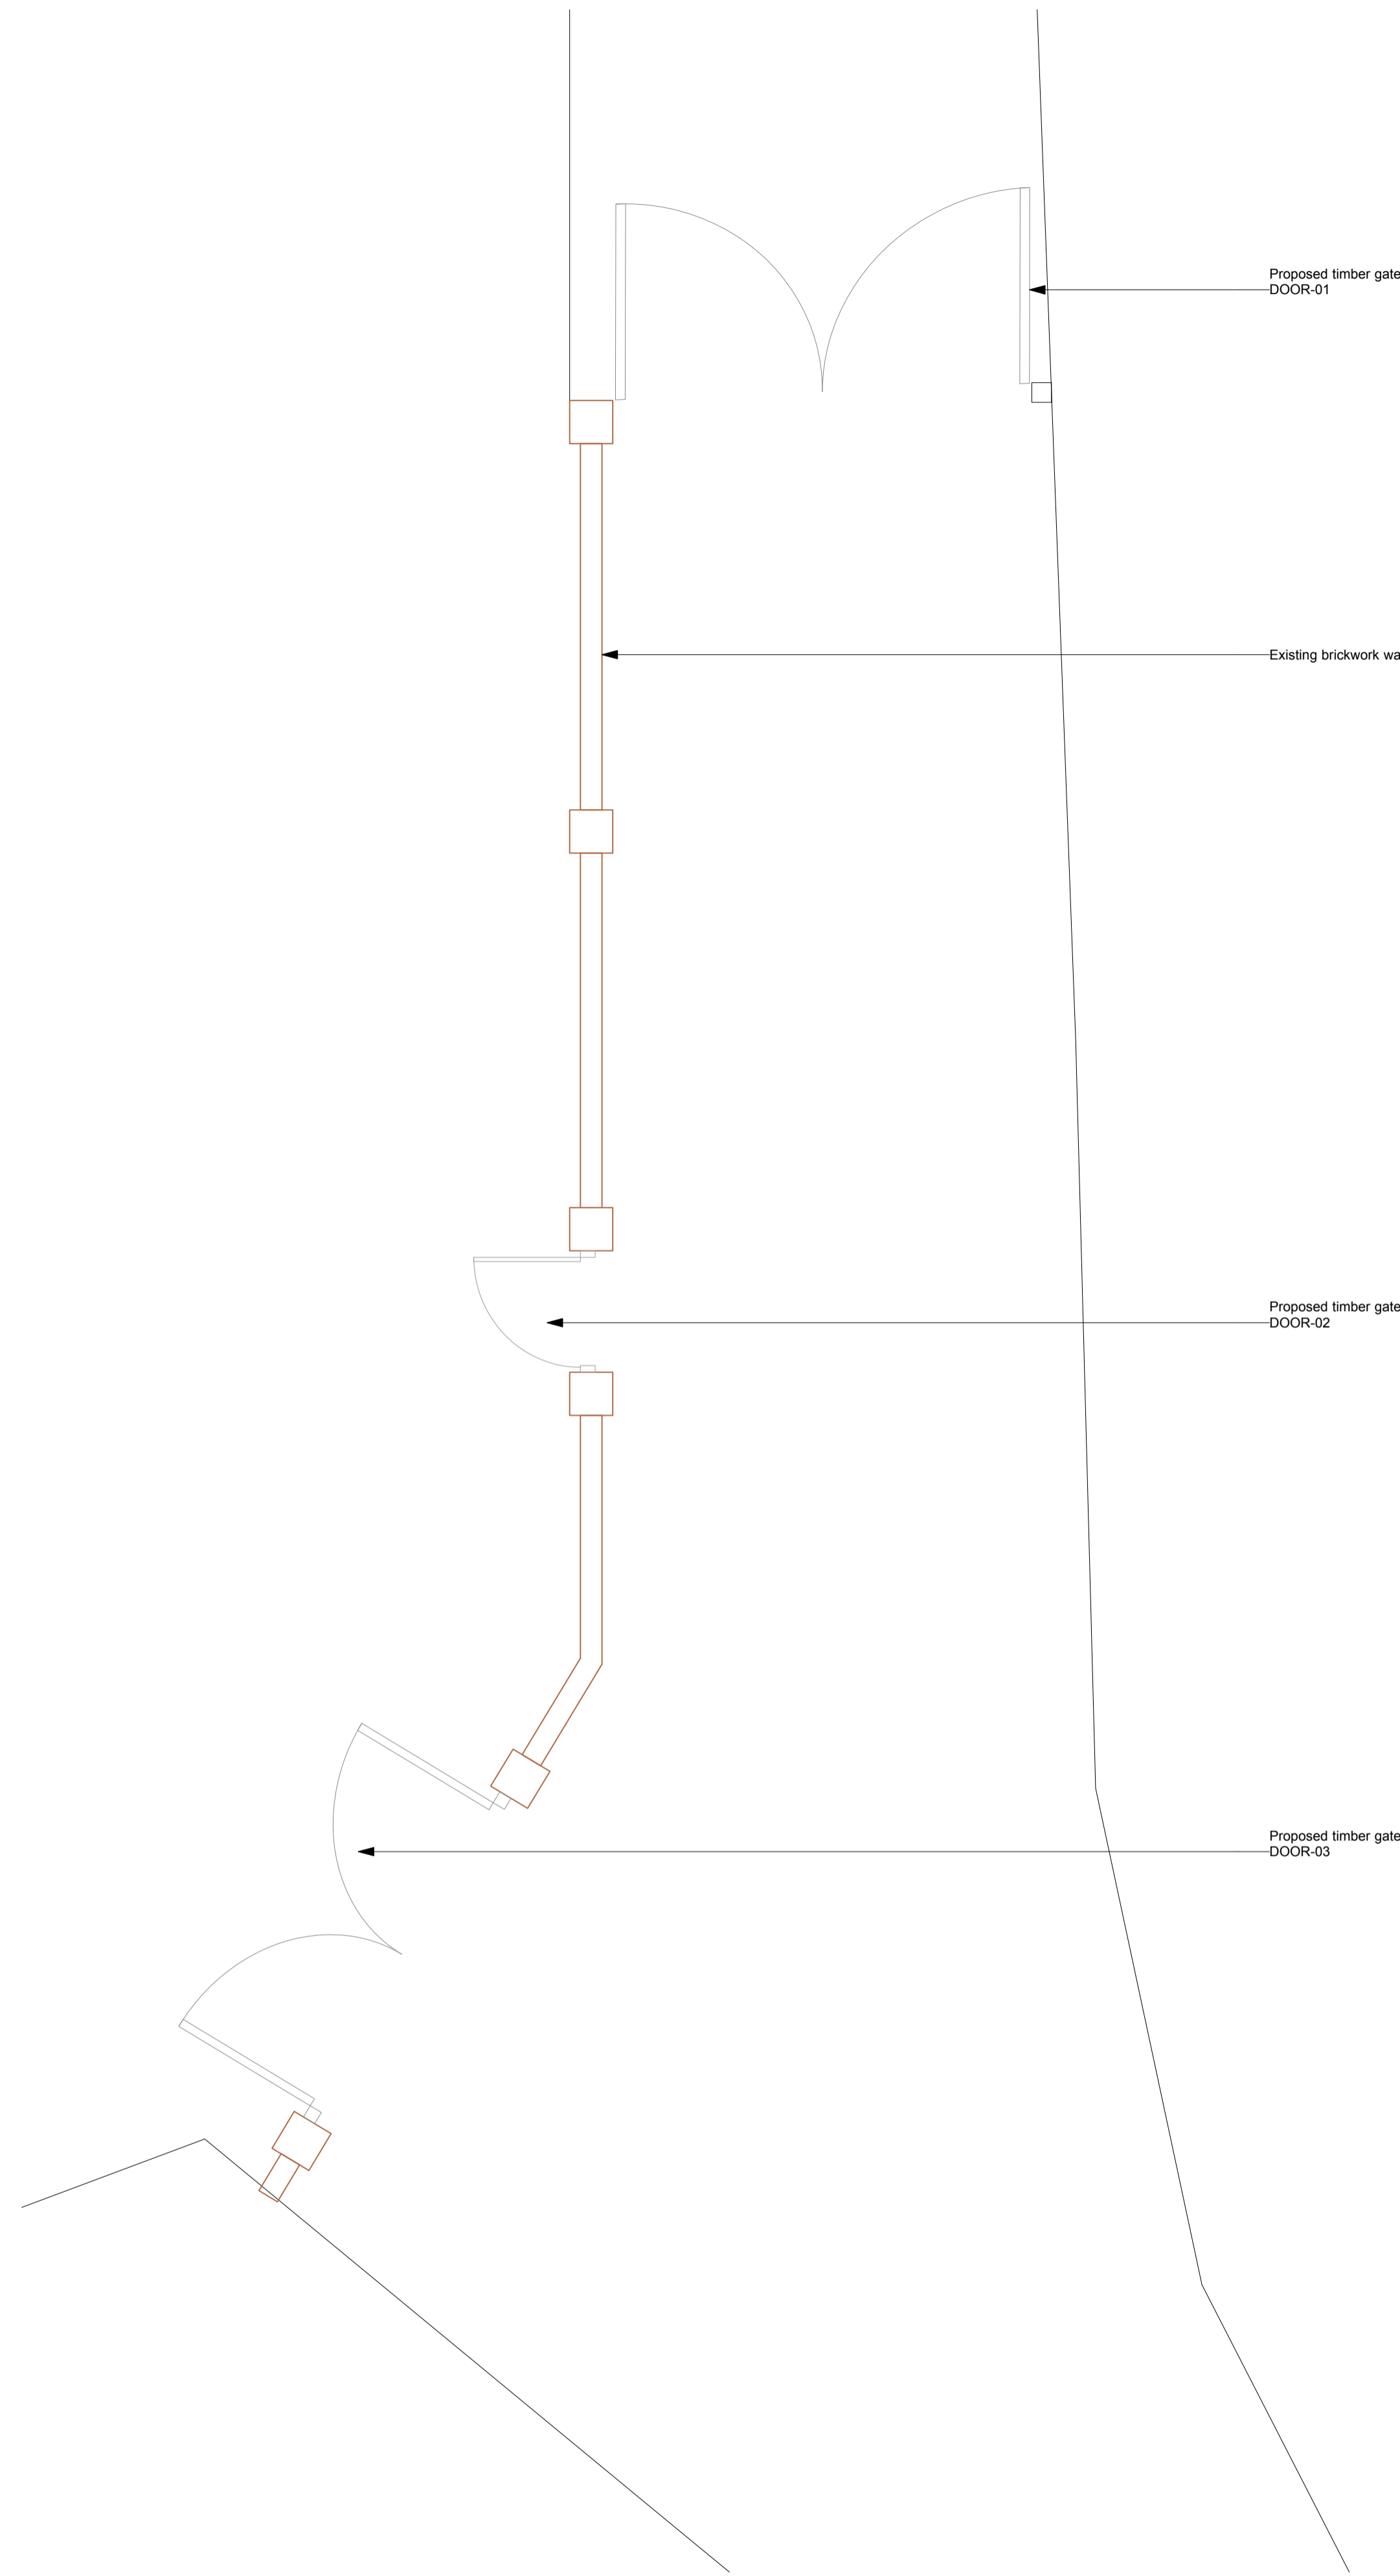 Proposed timber gate
DOOR-01
Existing brickwork wa
Proposed timber gate
DOOR-02
Proposed timber gate
DOOR-03